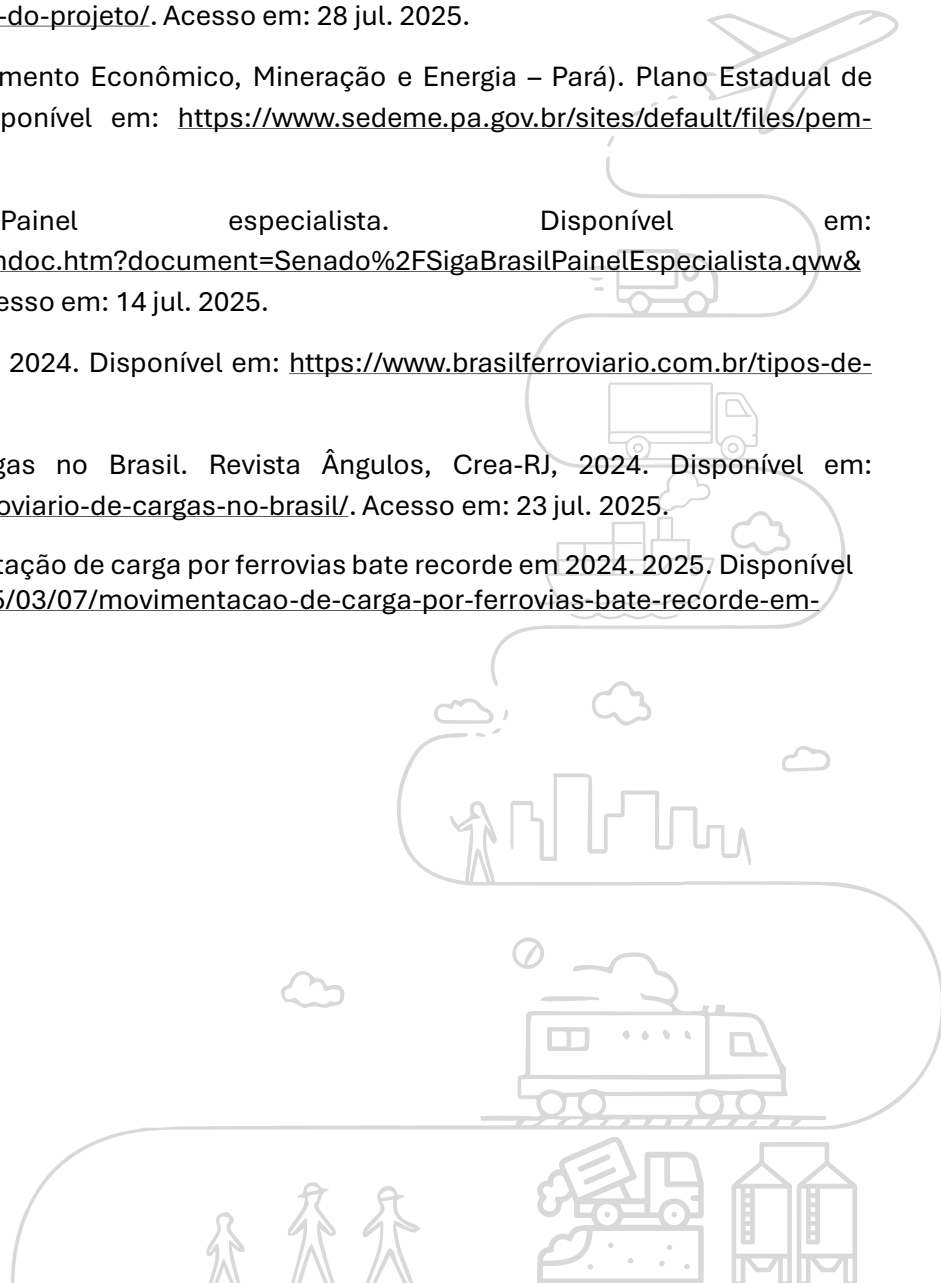 -do-projeto/. Acesso em: 28 jul. 2025.
mento Econômico, Mineração e Energia – Pará). Plano Estadual de
ponível em: https://www.sedeme.pa.gov.br/sites/default/files/pem-
Painel especialista. Disponível em:
ndoc.htm?document=Senado%2FSigaBrasilPainelEspecialista.qvw&
esso em: 14 jul. 2025.
2024. Disponível em: https://www.brasilferroviario.com.br/tipos-de-
gas no Brasil. Revista Ângulos, Crea-RJ, 2024. Disponível em:
oviario-de-cargas-no-brasil/. Acesso em: 23 jul. 2025.
tação de carga por ferrovias bate recorde em 2024. 2025. Disponível
5/03/07/movimentacao-de-carga-por-ferrovias-bate-recorde-em-